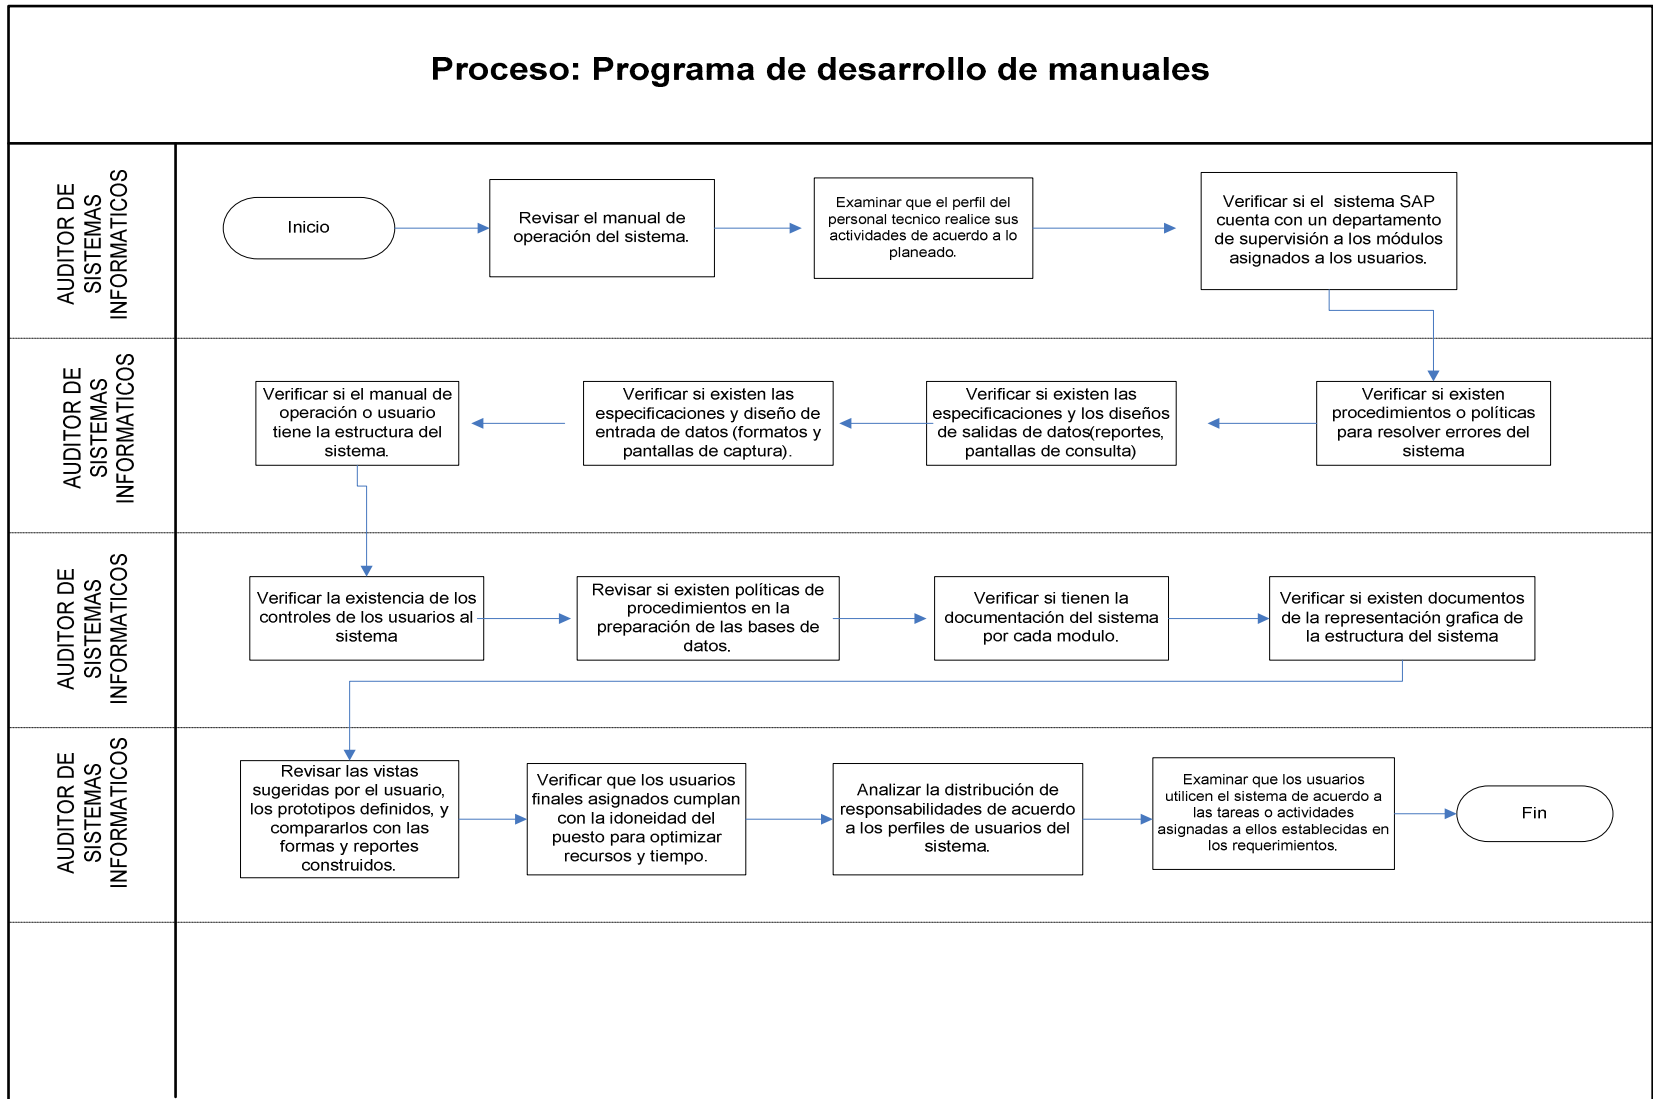 Proceso: Programa de desarrollo de manuales
AUDITOR DE
SISTEMAS
INFORMATICOS
Inicio
Revisar el manual de
operación del sistema.
Examinar que el perfil del
personal tecnico realice sus
actividades de acuerdo a lo
planeado.
Verificar si el  sistema SAP
cuenta con un departamento
de supervisión a los módulos
asignados a los usuarios.
AUDITOR DE
SISTEMAS
INFORMATICOS
Verificar si el manual de
operación o usuario
tiene la estructura del
sistema.
Verificar si existen las
especificaciones y diseño de
entrada de datos (formatos y
pantallas de captura).
Verificar si existen las
especificaciones y los diseños
de salidas de datos(reportes,
pantallas de consulta)
Verificar si existen
procedimientos o políticas
para resolver errores del
sistema
AUDITOR DE
SISTEMAS
INFORMATICOS
Verificar la existencia de los
controles de los usuarios al
sistema
Revisar si existen políticas de
procedimientos en la
preparación de las bases de
datos.
Verificar si tienen la
documentación del sistema
por cada modulo.
Verificar si existen documentos
de la representación grafica de
la estructura del sistema
AUDITOR DE
SISTEMAS
INFORMATICOS
Revisar las vistas
sugeridas por el usuario,
los prototipos definidos, y
compararlos con las
formas y reportes
construidos.
Verificar que los usuarios
finales asignados cumplan
con la idoneidad del
puesto para optimizar
recursos y tiempo.
Analizar la distribución de
responsabilidades de acuerdo
a los perfiles de usuarios del
sistema.
Examinar que los usuarios
utilicen el sistema de acuerdo a
las tareas o actividades
asignadas a ellos establecidas en
los requerimientos.
Fin